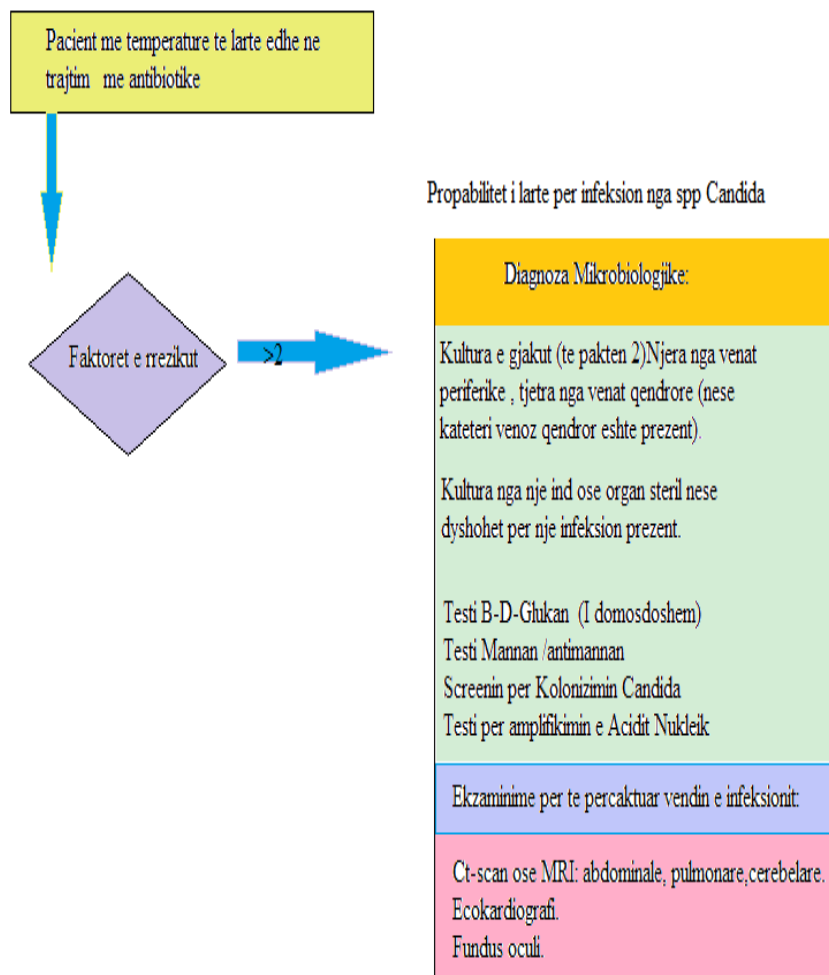 Pacient me temperature te larte edhe ne
trajtim me antibiotike
Propabilitet i larte per infeksion nga spp Candida
Diagnoza Mikrobiologjike:
Faktoret e rrezikut
>2
Kultura e gjakut (te pakten 2)Njera nga venat
periferike , tjetra nga venat qendrore (nese
kateteri venoz qendror eshte prezent).
Kultura nga nje ind ose organ steril nese
dyshohet per nje infeksion prezent.
Testi B-D-Glukan (I domosdoshem)
Testi Mannan /antimannan
Screenin per Kolonizimin Candida
Testi per amplifikimin e Acidit Nukleik
Ekzaminime per te percaktuar vendin e infeksionit:
Ct-scan ose MRI: abdominale, pulmonare,cerebelare.
Ecokardiografi.
Fundus oculi.